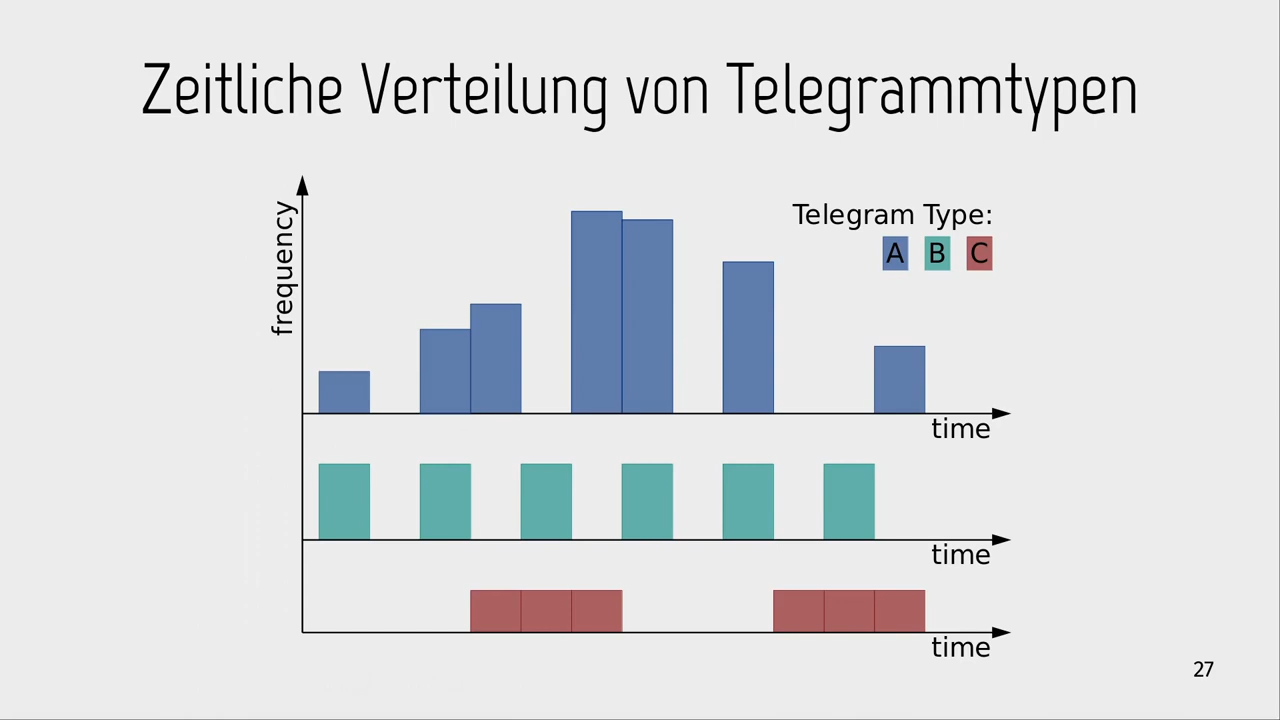 Zeitliche Verteilung von Telegrammtypen
frequency
Telegram Type:
A B C
time
time
time
27